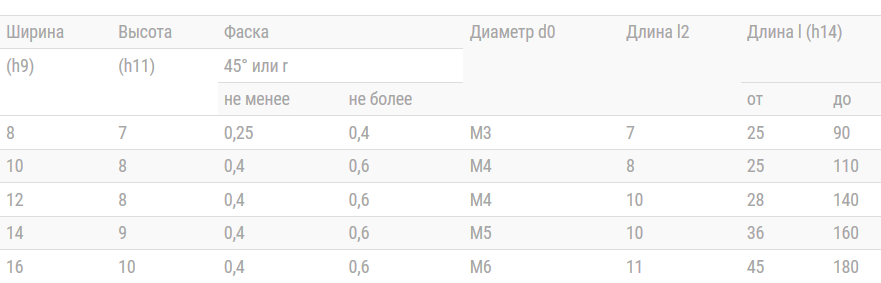 Ширина Высота Фаска Диаметр d0 Длина l2 Длина l (h14)
(h9) (h11) 45° или r
не менее не более от до
8 7 0,25 0,4 М3 7 25 90
10 8 0,4 0,6 М4 8 25 110
12 8 0,4 0,6 М4 10 28 140
14 9 0,4 0,6 М5 10 36 160
16 10 0,4 0,6 М6 11 45 180